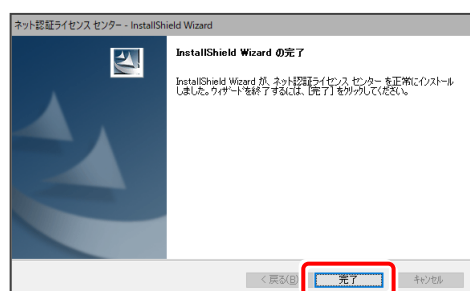 ネット認証ライセンス センター - InstallShield Wizard
InstallShield Wizard の完了
InstallShield Wizard が、ネット認証ライセンス センター を正常にインストール
しました。ウィザードを終了するには、[完了] をクリックしてください。
< 戻る(B)
完了
キャンセル